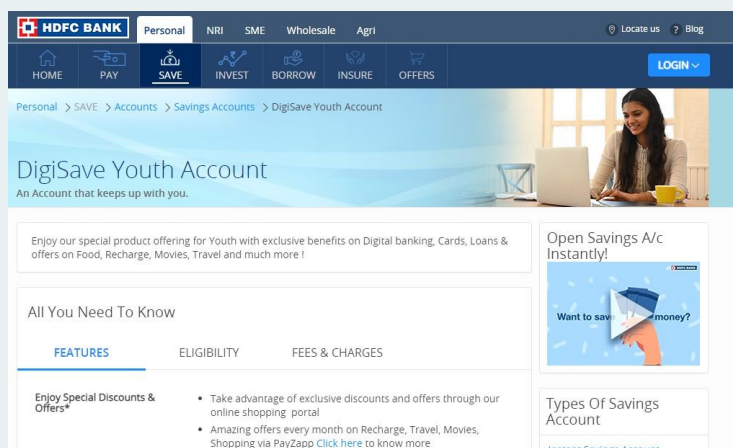 HDFC BANK
Personal
NRI
SME
Wholesale
Agri
Locate us
? Blog
HOME
PAY
SAVE
INVEST
BORROW
INSURE
OFFERS
LOGIN
Personal > SAVE > Accounts > Savings Accounts > DigiSave Youth Account
DigiSave Youth Account
An Account that keeps up with you.
Enjoy our special product offering for Youth with exclusive benefits on Digital banking, Cards, Loans &
offers on Food, Recharge, Movies, Travel and much more !
All You Need To Know
FEATURES
ELIGIBILITY
FEES & CHARGES
Enjoy Special Discounts &
Offers*
• Take advantage of exclusive discounts and offers through our
online shopping portal
• Amazing offers every month on Recharge, Travel, Movies,
Shopping via PayZapp Click here to know more
Open Savings A/c
Instantly!
HDFC BANK
Want to save money?
Types Of Savings
Account